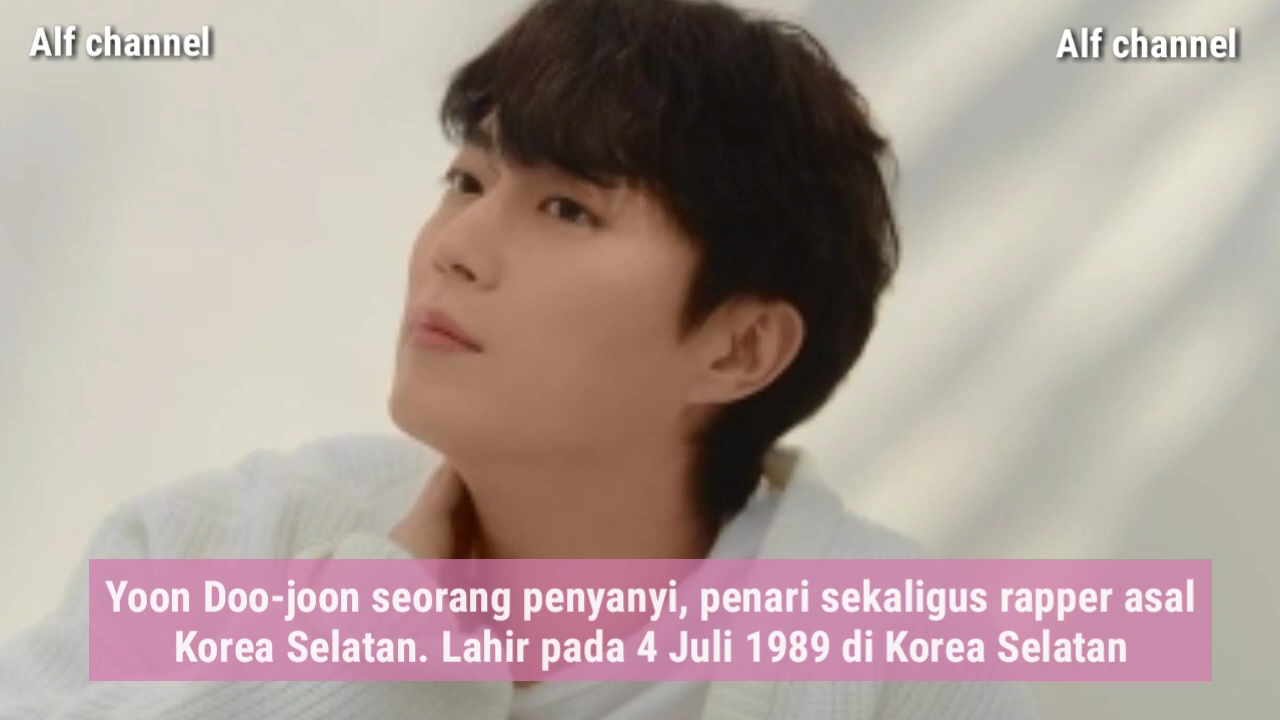 Alf channel
Alf channel
Yoon Doo-joon seorang penyanyi, penari sekaligus rapper asal
Korea Selatan. Lahir pada 4 Juli 1989 di Korea Selatan